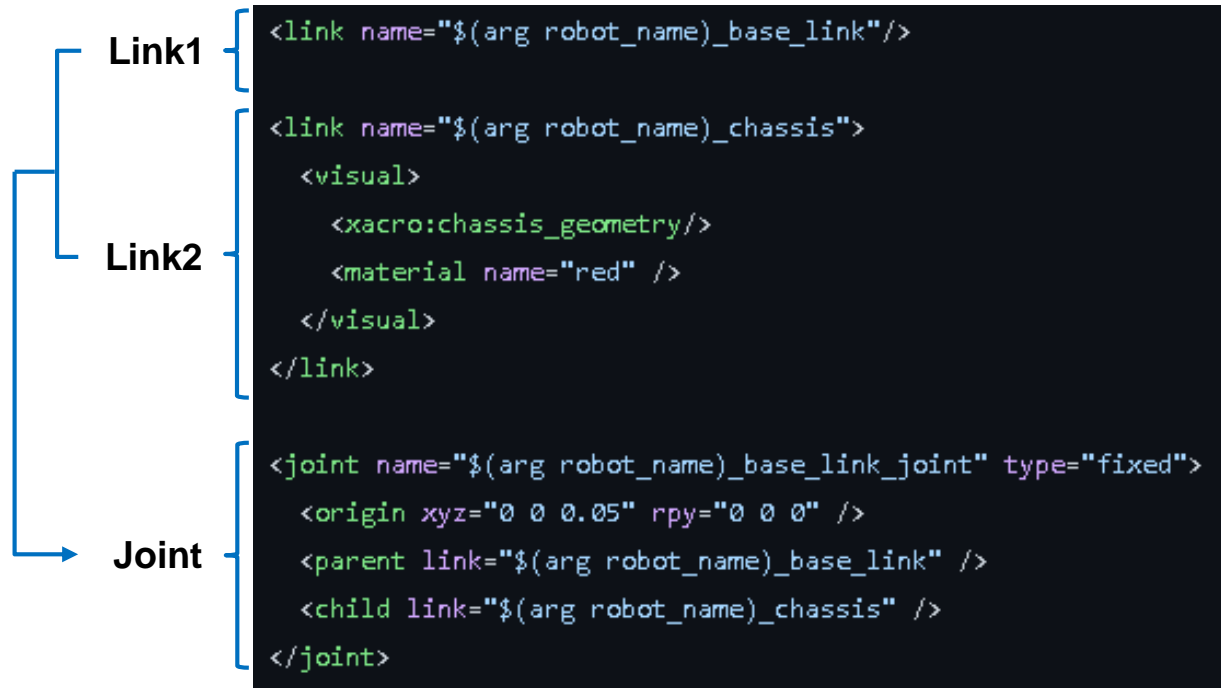 Link1
<link name="$(arg robot_name)_base_link"/>
Link2
<link name="$(arg robot_name)_chassis">
<visual>
<xacro:chassis_geometry/>
<material name="red" />
</visual>
</link>
Joint
<joint name="$(arg robot_name)_base_link_joint" type="fixed">
<origin xyz="0 0 0.05" rpy="0 0 0" />
<parent link="$(arg robot_name)_base_link" />
<child link="$(arg robot_name)_chassis" />
</joint>